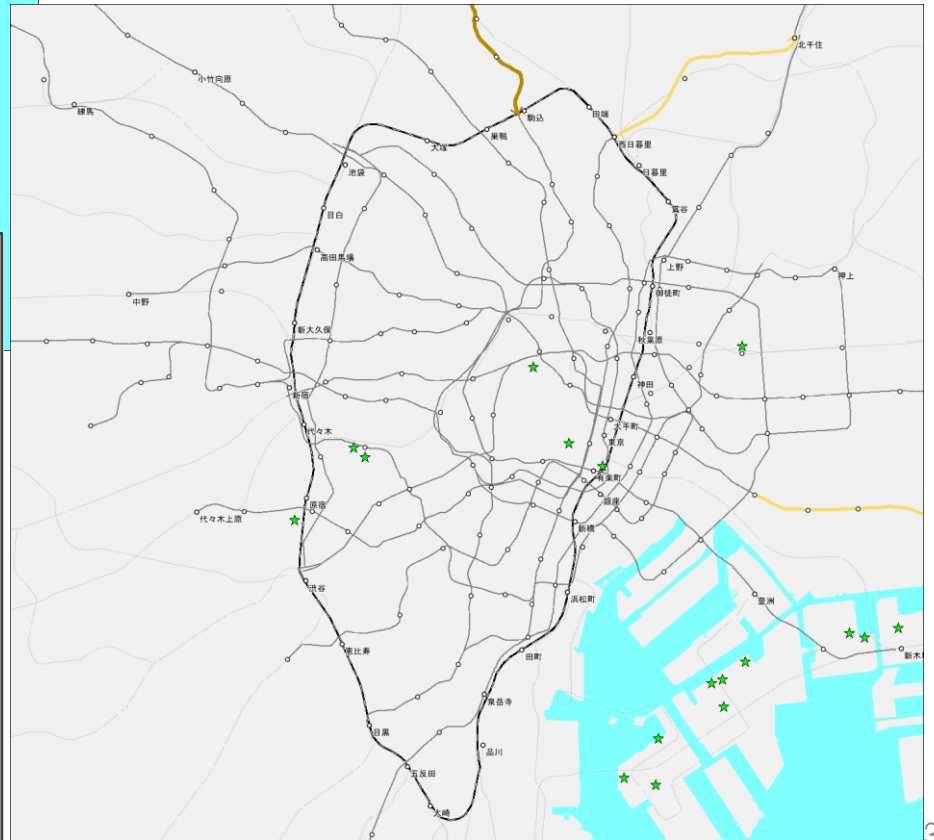 北千住
小竹向原
練馬
駒込
田端
巣鴨
大塚
西日暮里
池袋
日暮里
目白
鶯谷
高田馬場
上野
押上
中野
御徒町
新大久保
秋葉原
神田
新宿
代々木
大手町
東京
有楽町
原宿
銀座
代々木上原
新橋
渋谷
浜松町
豊洲
恵比寿
田町
新木場
泉岳寺
目黒
品川
五反田
大崎